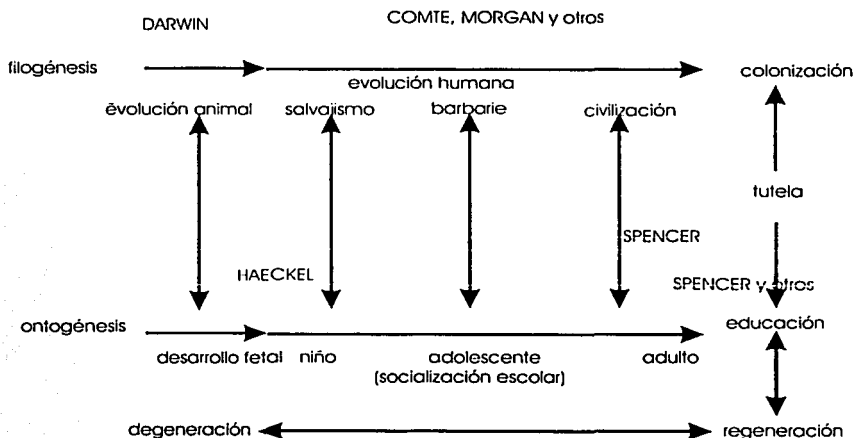 DARWIN
COMTE, MORGAN y otros
filogénesis
colonización
evolución humana
evolución animal salvajismo barbarie civilización
tutela
SPENCER
HAECKEL
SPENCER y otros
ontogénesis
educación
desarrollo fetal niño adolescente adulto
(socialización escolar)
degeneración regeneración